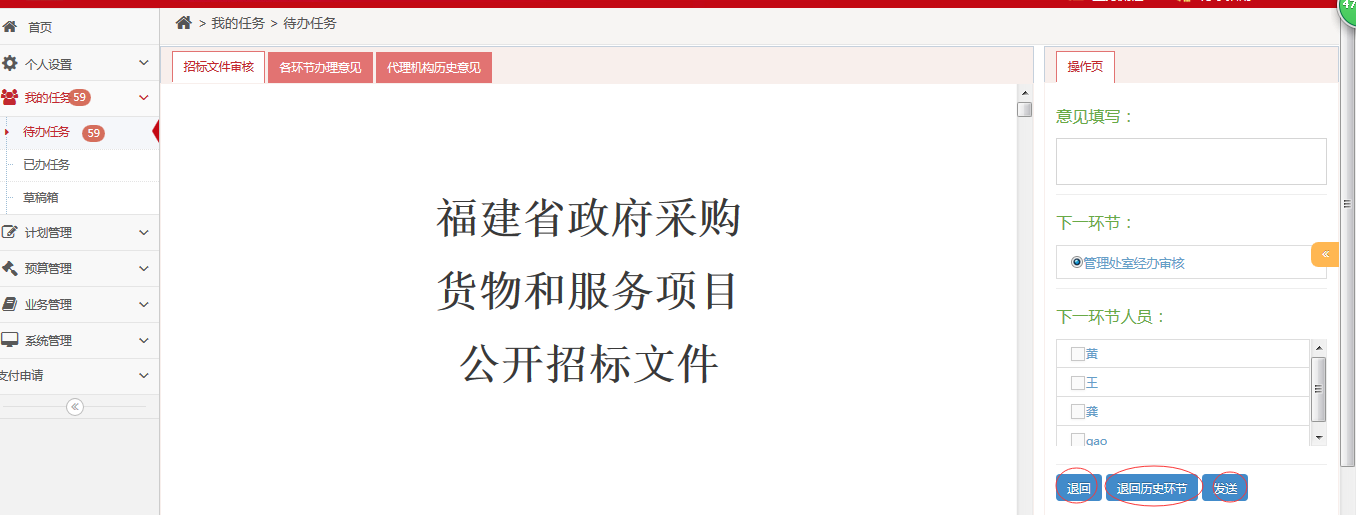 47
首页
> 我的任务 > 待办任务
个人设置
我的任务 59
待办任务 59
已办任务
草稿箱
计划管理
预算管理
业务管理
系统管理
支付申请
招标文件审核 各环节办理意见 代理机构历史意见
福建省政府采购
货物和服务项目
公开招标文件
操作页
意见填写：
下一环节：
管理处室经办审核
下一环节人员：
黄
王
龚
gao
退回 退回历史环节 发送